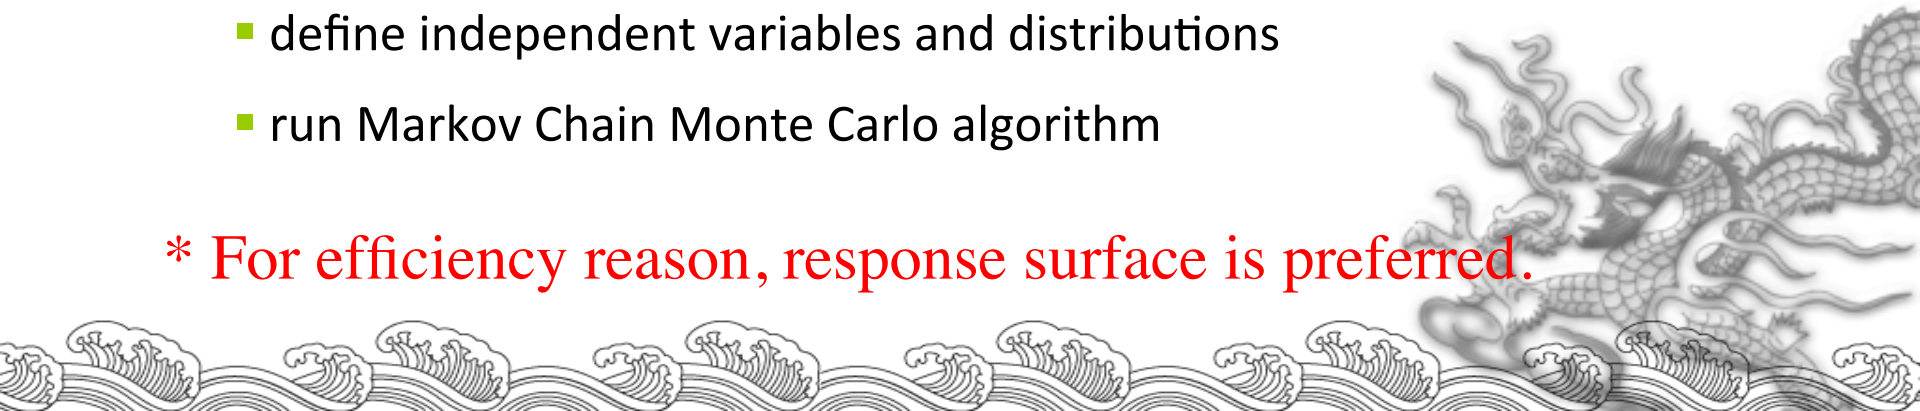 ▪ define independent variables and distributions
▪ run Markov Chain Monte Carlo algorithm
* For efficiency reason, response surface is preferred.